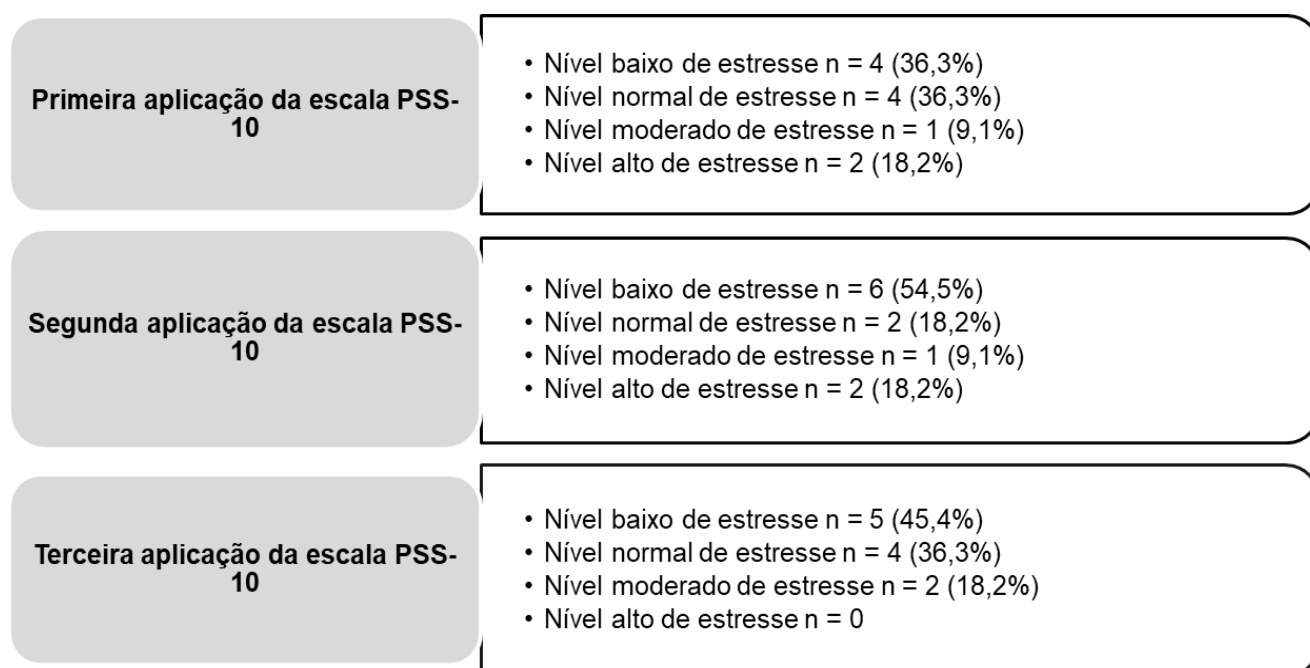 Primeira aplicação da escala PSS-
10
• Nível baixo de estresse n = 4 (36,3%)
• Nível normal de estresse n = 4 (36,3%)
• Nível moderado de estresse n = 1 (9,1%)
• Nível alto de estresse n = 2 (18,2%)
Segunda aplicação da escala PSS-
10
• Nível baixo de estresse n = 6 (54,5%)
• Nível normal de estresse n = 2 (18,2%)
• Nível moderado de estresse n = 1 (9,1%)
• Nível alto de estresse n = 2 (18,2%)
Terceira aplicação da escala PSS-
10
• Nível baixo de estresse n = 5 (45,4%)
• Nível normal de estresse n = 4 (36,3%)
• Nível moderado de estresse n = 2 (18,2%)
• Nível alto de estresse n = 0